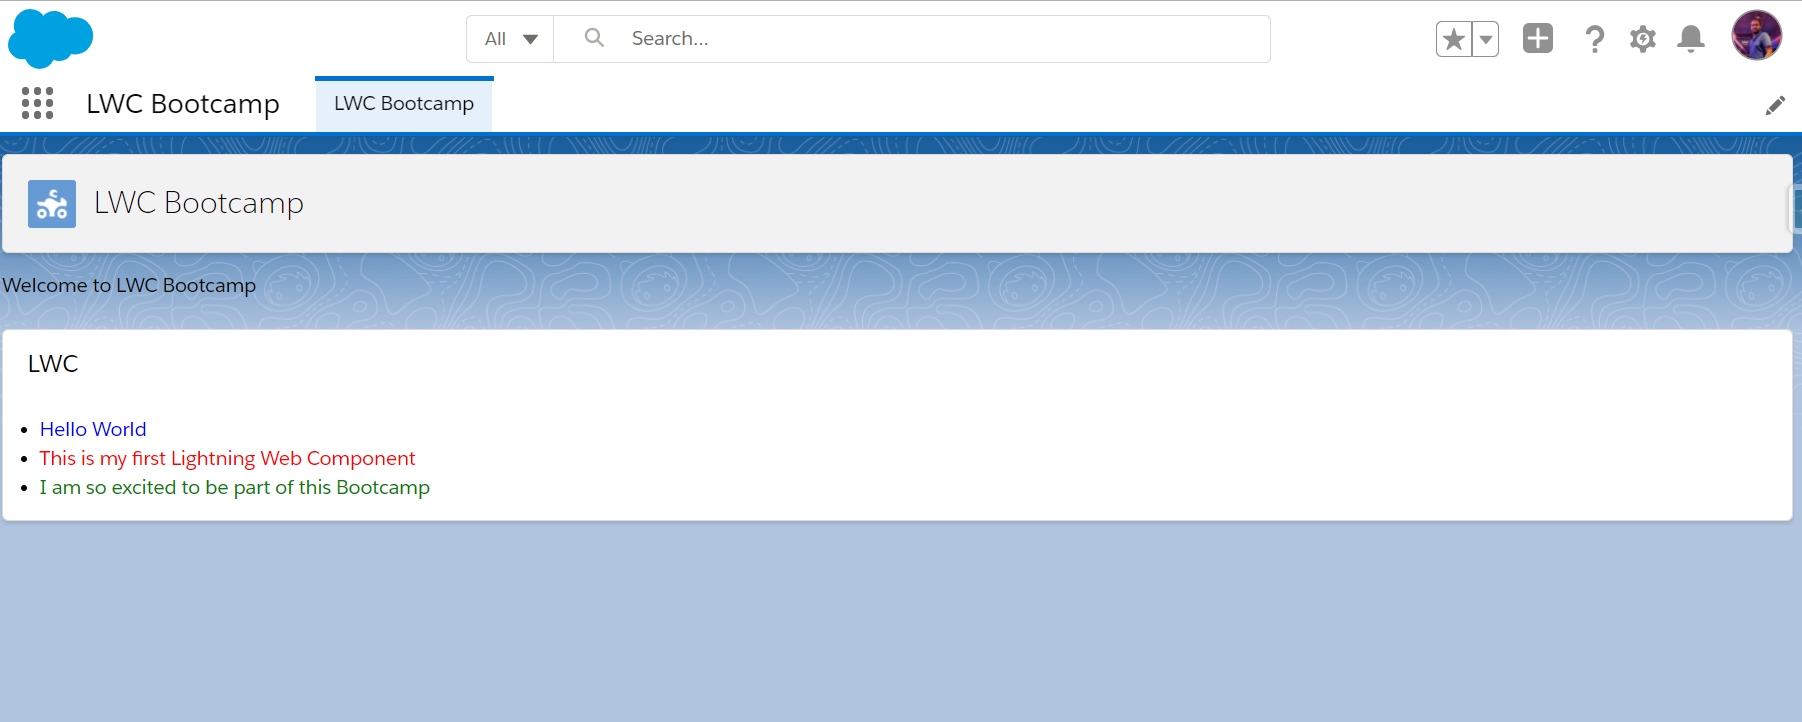 All
Search...
LWC Bootcamp
LWC Bootcamp
LWC Bootcamp
Welcome to LWC Bootcamp
LWC
Hello World
This is my first Lightning Web Component
I am so excited to be part of this Bootcamp